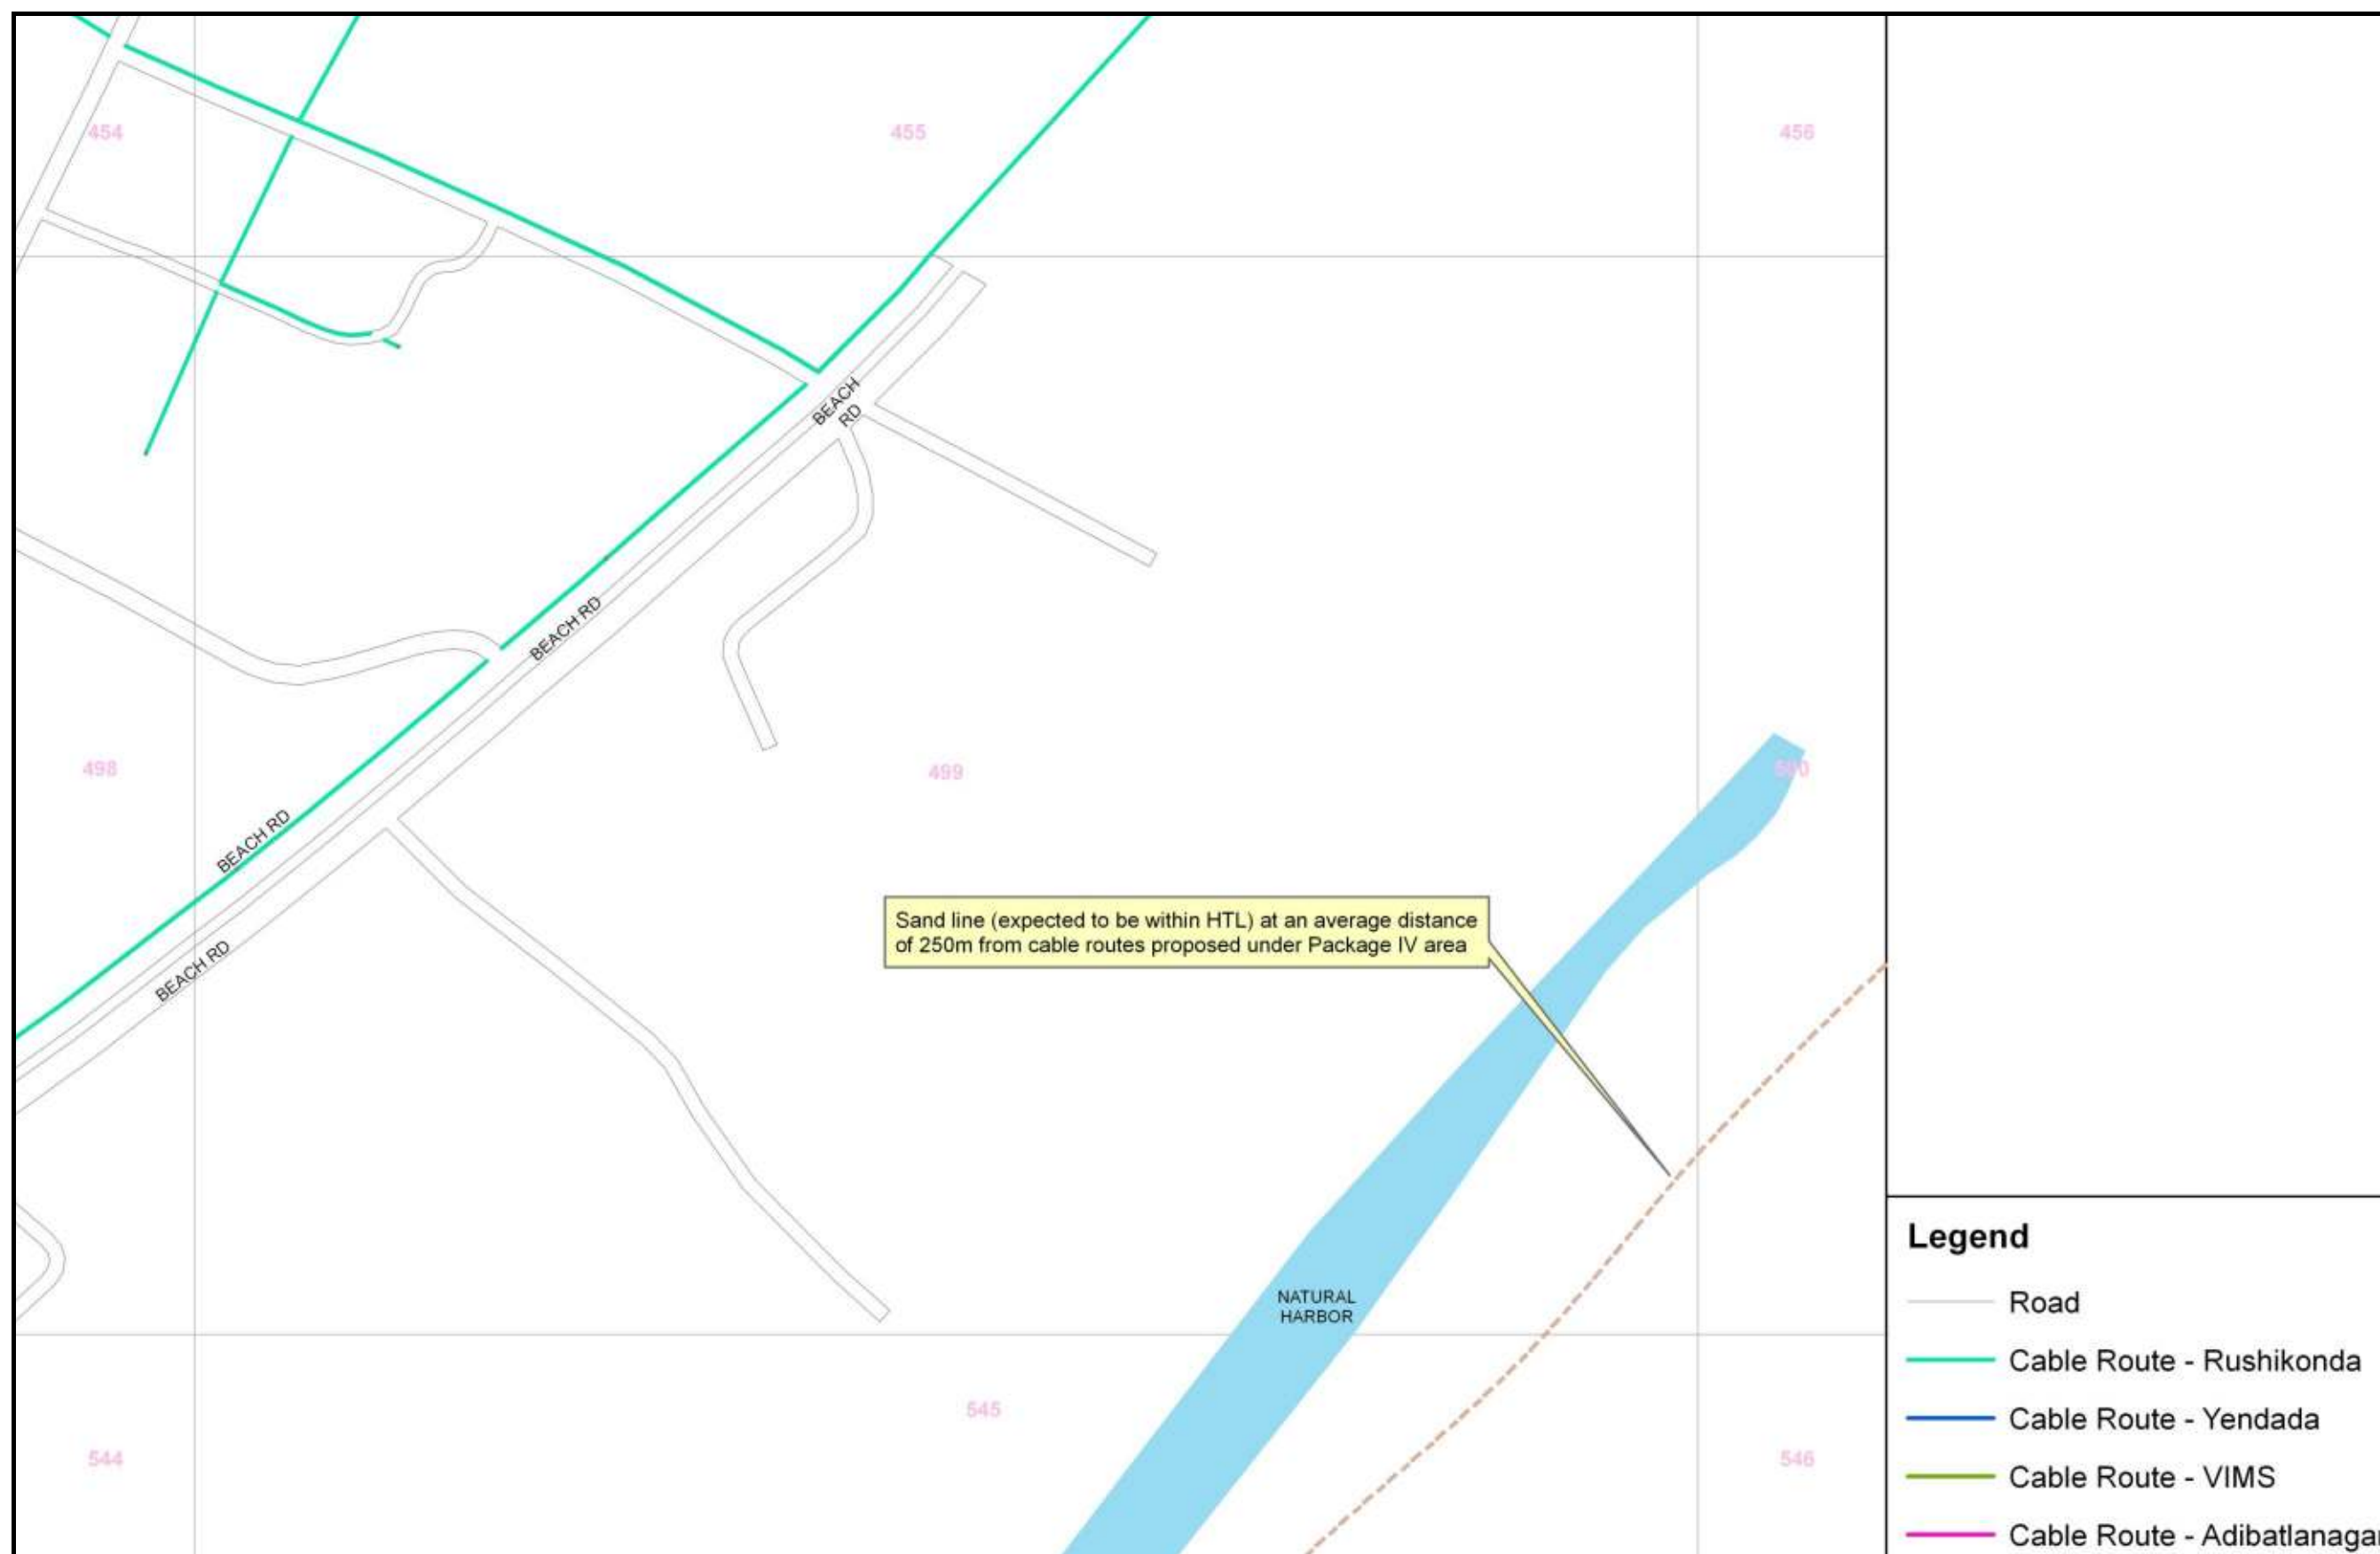 454
455
456
BEACH
RD
BEACH RD
498
499
500
BEACH RD
BEACH RD
Sand line (expected to be within HTL) at an average distance
of 250m from cable routes proposed under Package IV area
NATURAL
HARBOR
544
545
546
Legend
Road
Cable Route - Rushikonda
Cable Route - Yendada
Cable Route - VIMS
Cable Route - Adibatlanagar